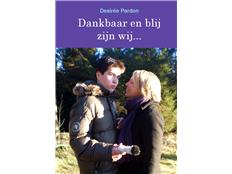 Desirée Pardon
Dankbaar en blij
zijn wij...